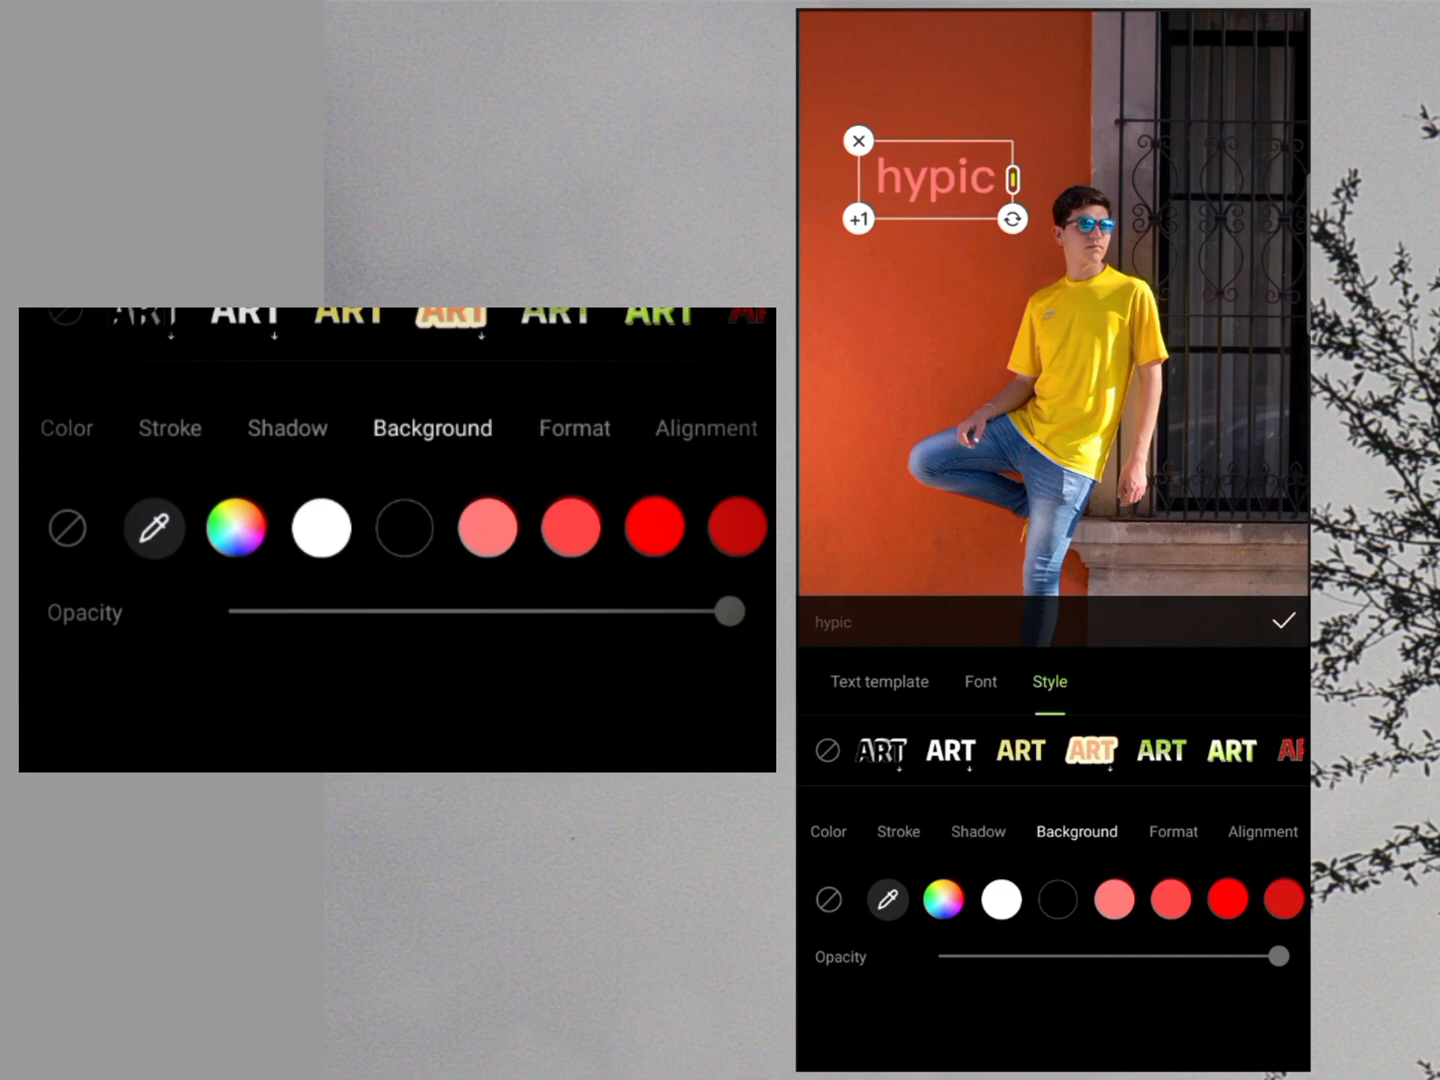 ART ART ART ART ART ART
Color Stroke Shadow Background Format Alignment
Opacity
hypic
+1
hypic
Text template Font Style
ART ART ART ART ART ART
Color Stroke Shadow Background Format Alignment
Opacity